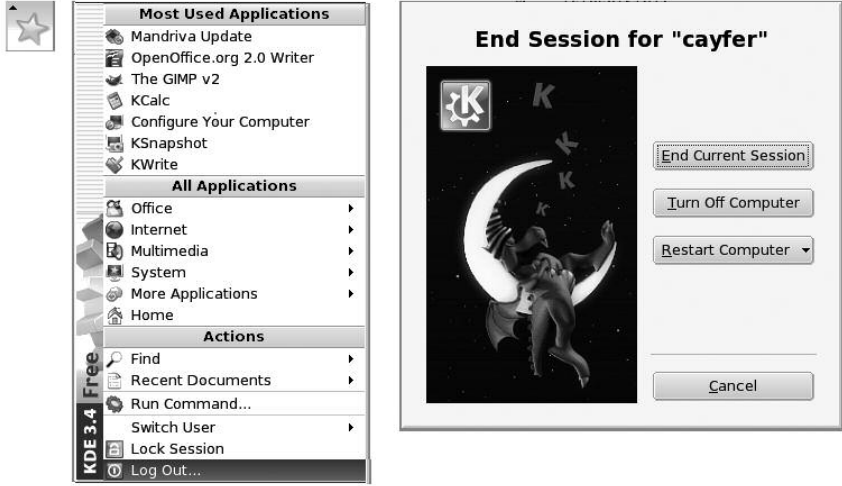 Most Used Applications
Mandriva Update
OpenOffice.org 2.0 Writer
The GIMP v2
KCalc
Configure Your Computer
KSnapshot
KWrite
All Applications
Office
Internet
Multimedia
System
More Applications
Home
Actions
Find
Recent Documents
Run Command...
Switch User
Lock Session
Log Out...
KDE 3.4 Free
End Session for "cayfer"
K
K
K
K
K
End Current Session
Turn Off Computer
Restart Computer
Cancel